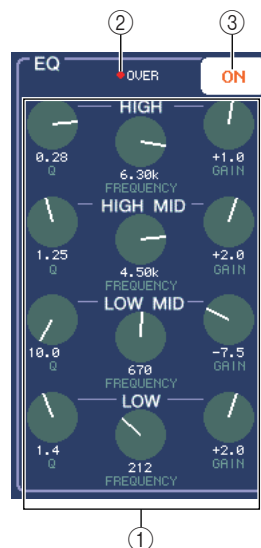 ② ③
EQ OVER ON
HIGH
0.28 6.30k +1.0
Q FREQUENCY GAIN
HIGH MID
1.25 4.50k +2.0
Q FREQUENCY GAIN
LOW MID
10.0 670 -7.5
Q FREQUENCY GAIN
LOW
1.4 212 +2.0
Q FREQUENCY GAIN
①